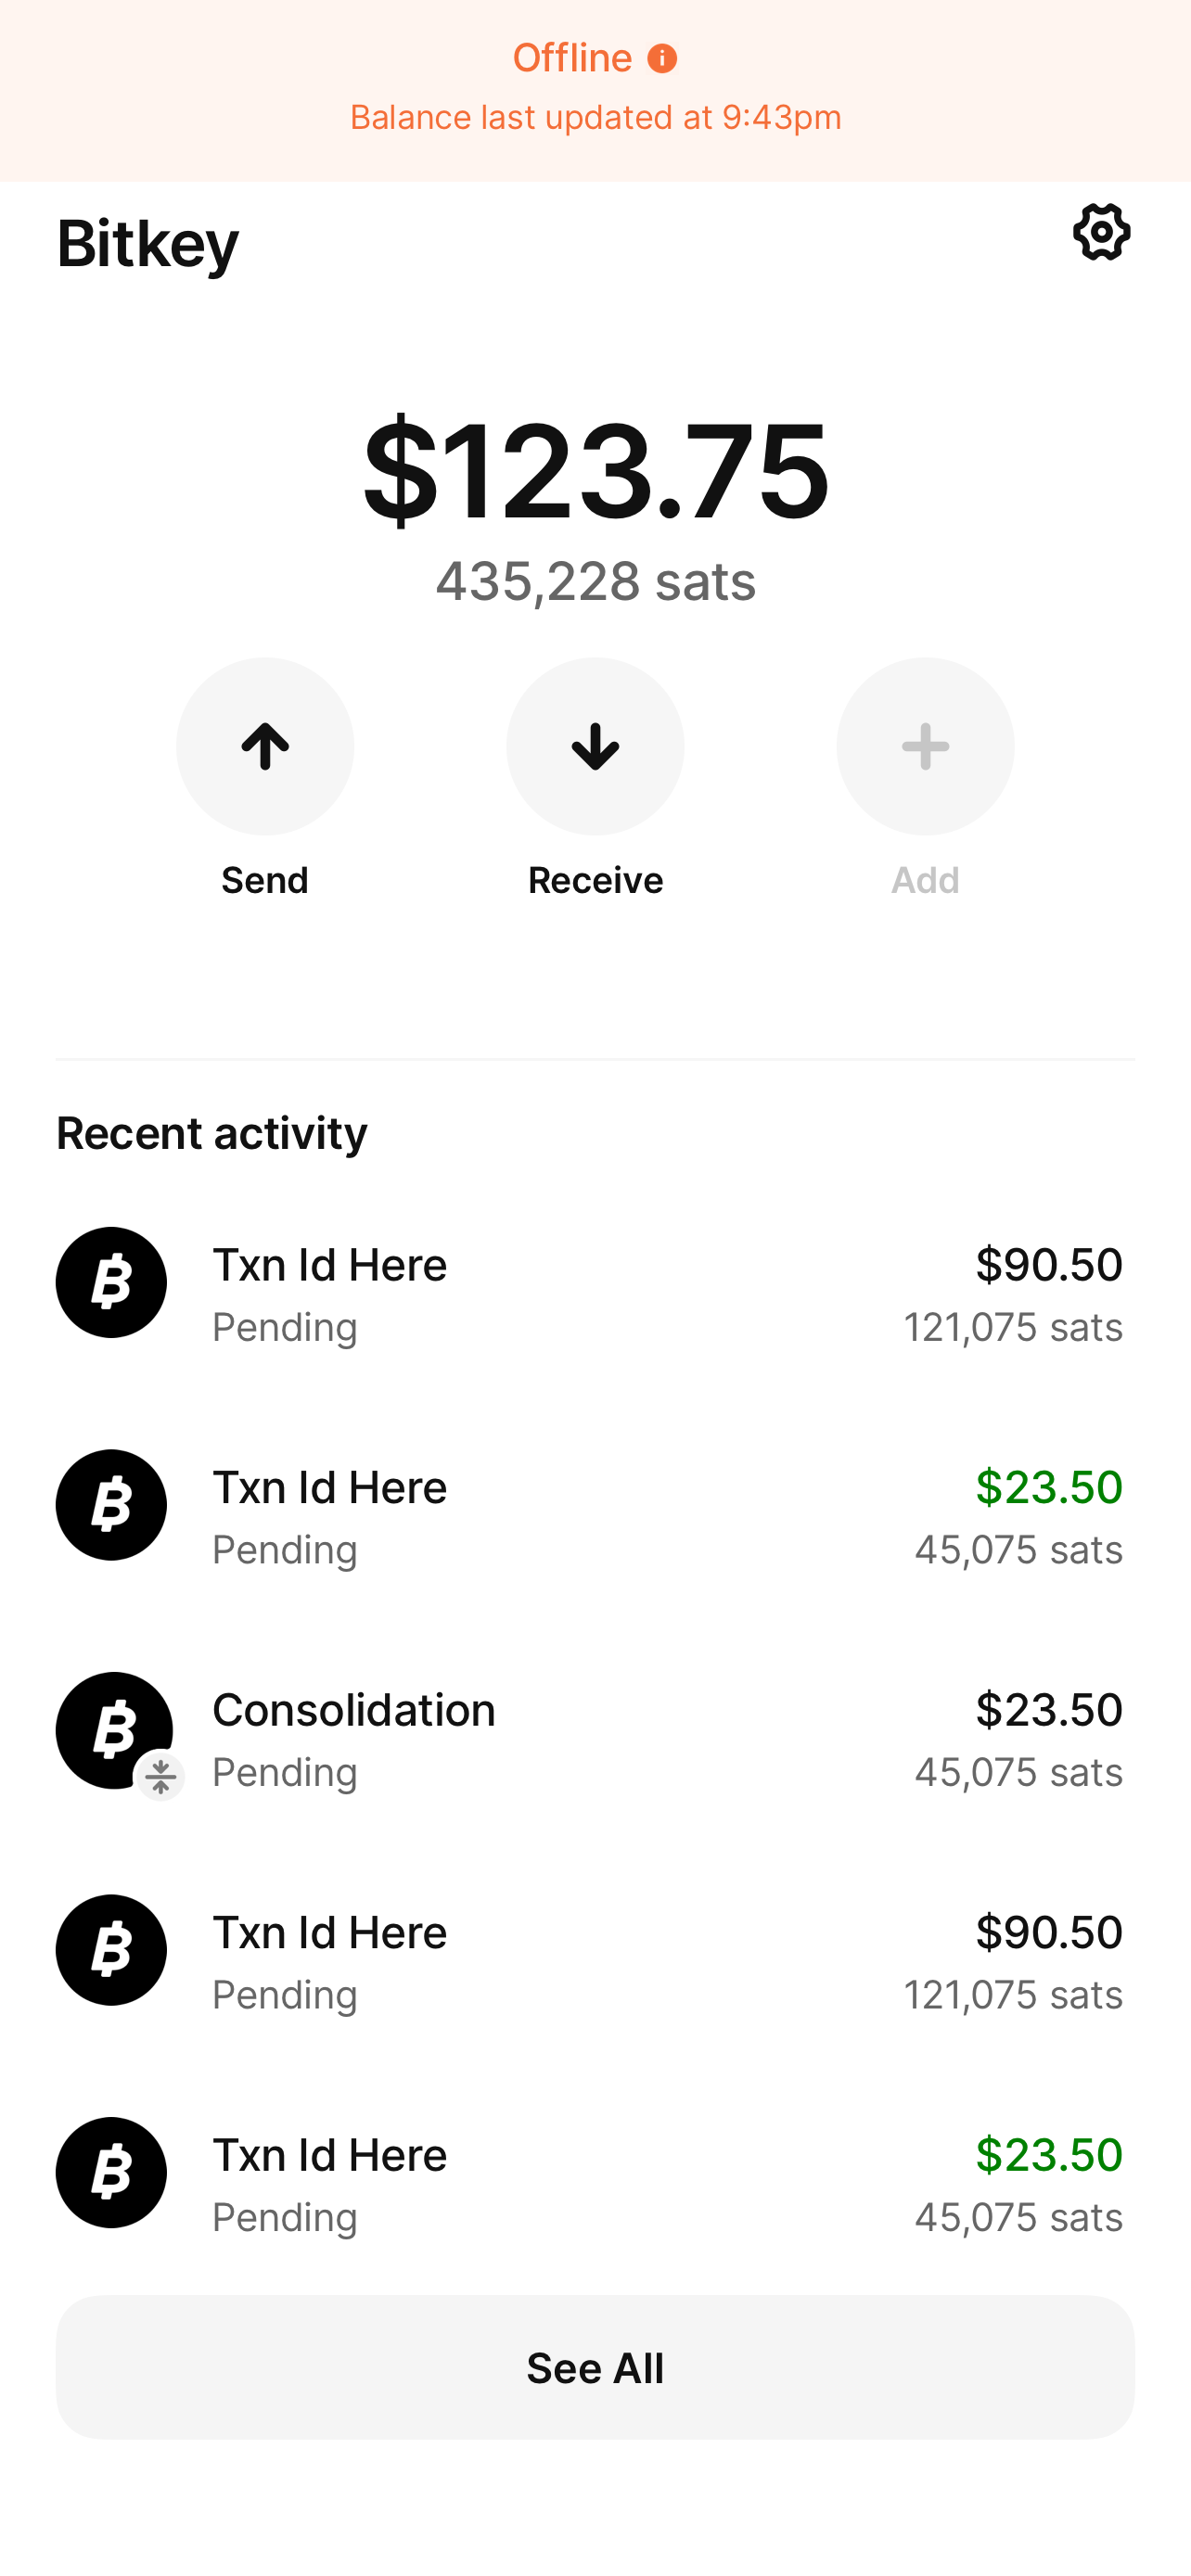 Offline
Balance last updated at 9:43pm
Bitkey
$123.75
435,228 sats
Send
Receive
Add
Recent activity
Txn Id Here
$90.50
Pending
121,075 sats
Txn Id Here
$23.50
Pending
45,075 sats
Consolidation
$23.50
Pending
45,075 sats
Txn Id Here
$90.50
Pending
121,075 sats
Txn Id Here
$23.50
Pending
45,075 sats
See All